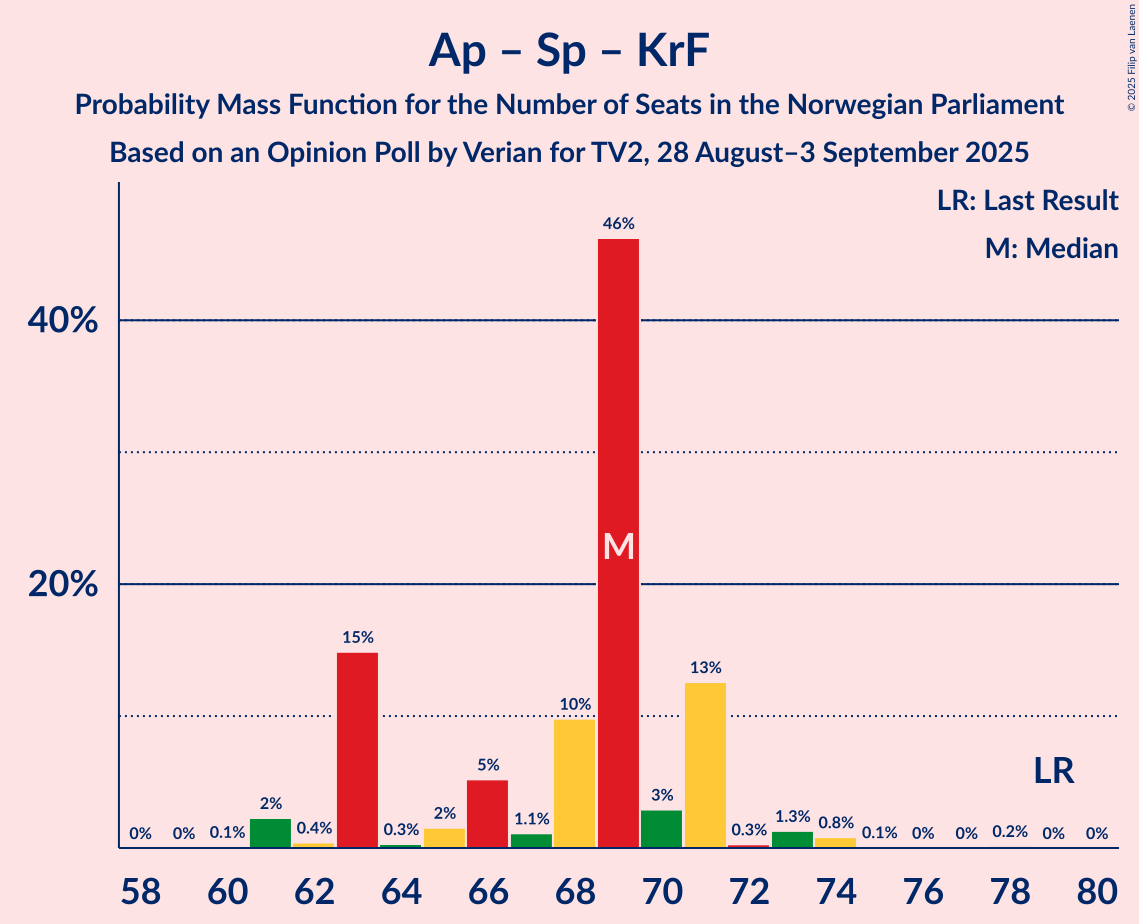 Ap – Sp – KrF
Probability Mass Function for the Number of Seats in the Norwegian Parliament
Based on an Opinion Poll by Verian for TV2, 28 August–3 September 2025
© 2025 Filip van Laenen
LR: Last Result
M: Median
40%
20%
0% 0% 0.1% 2% 0.4% 15% 0.3% 2% 5% 1.1% 10% 46% 3% 13% 0.3% 1.3% 0.8% 0.1% 0% 0% 0.2% 0% 0%
M
LR
58 60 62 64 66 68 70 72 74 76 78 80